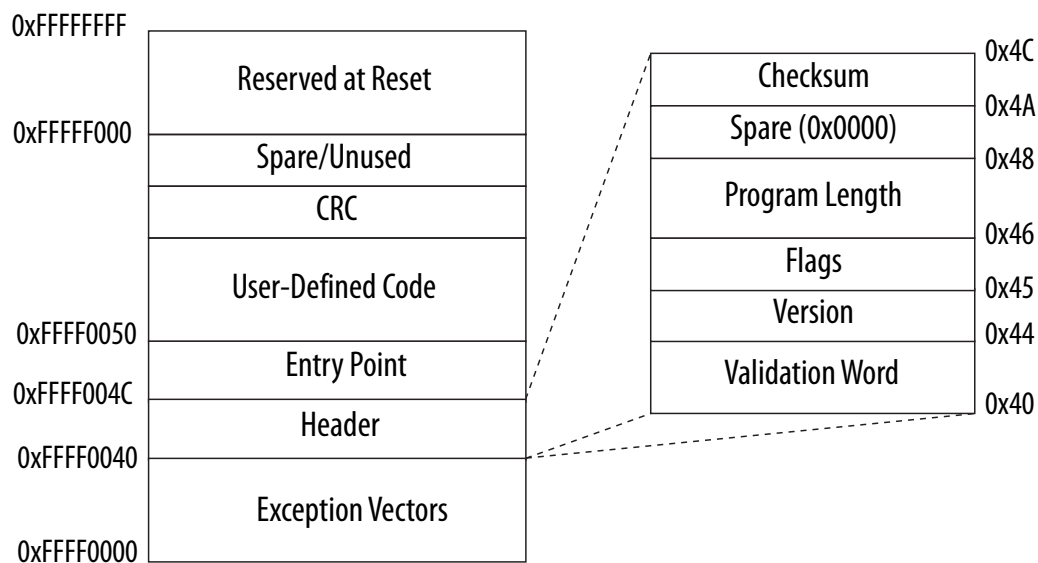 0xFFFFFFFF
Reserved at Reset
0xFFFFF000
Spare/Unused
CRC
User-Defined Code
0xFFFF0050
Entry Point
0xFFFF004C
Header
0xFFFF0040
Exception Vectors
0xFFFF0000
0x4C
Checksum
0x4A
Spare (0x0000)
0x48
Program Length
0x46
Flags
0x45
Version
0x44
Validation Word
0x40